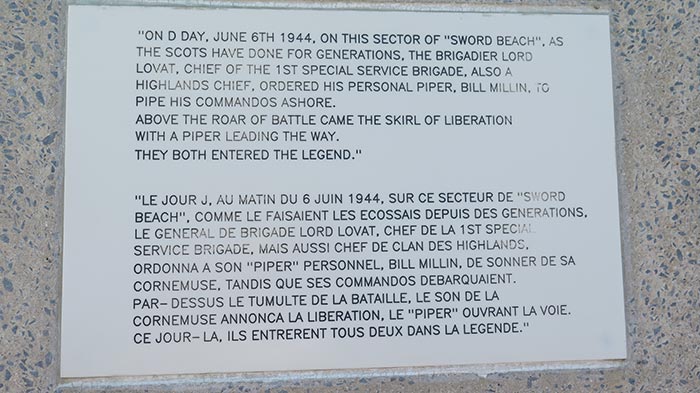 "ON D DAY, JUNE 6TH 1944, ON THIS SECTOR OF "SWORD BEACH", AS
THE SCOTS HAVE DONE FOR GENERATIONS, THE BRIGADIER LORD
LOVAT, CHIEF OF THE 1ST SPECIAL SERVICE BRIGADE, ALSO A
HIGHLANDS CHIEF, ORDERED HIS PERSONAL PIPER, BILL MILLIN, TO
PIPE HIS COMMANDOS ASHORE.
ABOVE THE ROAR OF BATTLE CAME THE SKIRL OF LIBERATION
WITH A PIPER LEADING THE WAY.
THEY BOTH ENTERED THE LEGEND."
"LE JOUR J, AU MATIN DU 6 JUIN 1944, SUR CE SECTEUR DE "SWORD
BEACH", COMME LE FAISAIENT LES ECOSSAIS DEPUIS DES GENERATIONS,
LE GENERAL DE BRIGADE LORD LOVAT, CHEF DE LA 1ST SPECIAL
SERVICE BRIGADE, MAIS AUSSI CHEF DE CLAN DES HIGHLANDS,
ORDONNA A SON "PIPER" PERSONNEL, BILL MILLIN, DE SONNER DE SA
CORNEMUSE, TANDIS QUE SES COMMANDOS DEBARQUAIENT.
PAR-DESSUS LE TUMULTE DE LA BATAILLE, LE SON DE LA
CORNEMUSE ANNONCA LA LIBERATION, LE "PIPER" OUVRANT LA VOIE.
CE JOUR-LA, ILS ENTRERENT TOUS DEUX DANS LA LEGENDE."